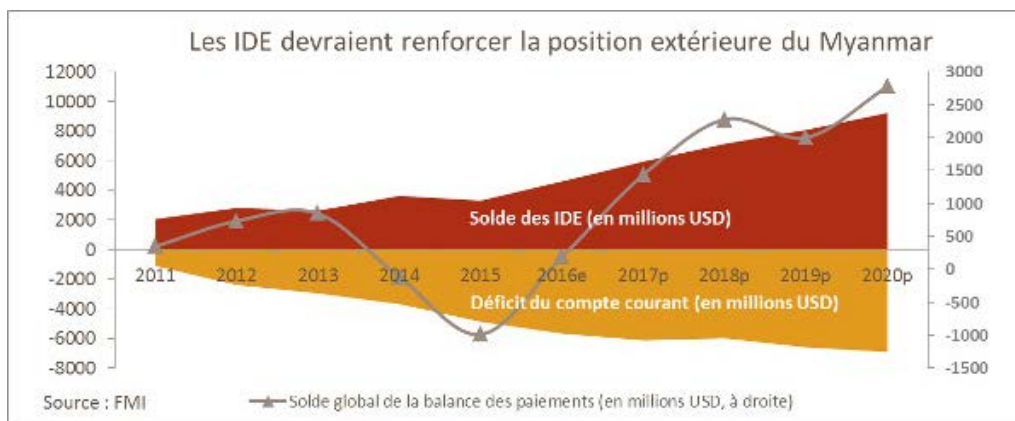 Les IDE devraient renforcer la position extérieure du Myanmar
12000 3000
10000 2500
8000 2000
6000 1500
4000 1000
2000 500
0 0
-2000 -500
-4000 -1000
-6000 -1500
-8000
Solde des IDE (en millions USD)
2011 2012 2013 2014 2015 2016e 2017p 2018p 2019p 2020p
Déficit du compte courant (en millions USD)
Source : FMI
Solde global de la balance des paiements (en millions USD, à droite)